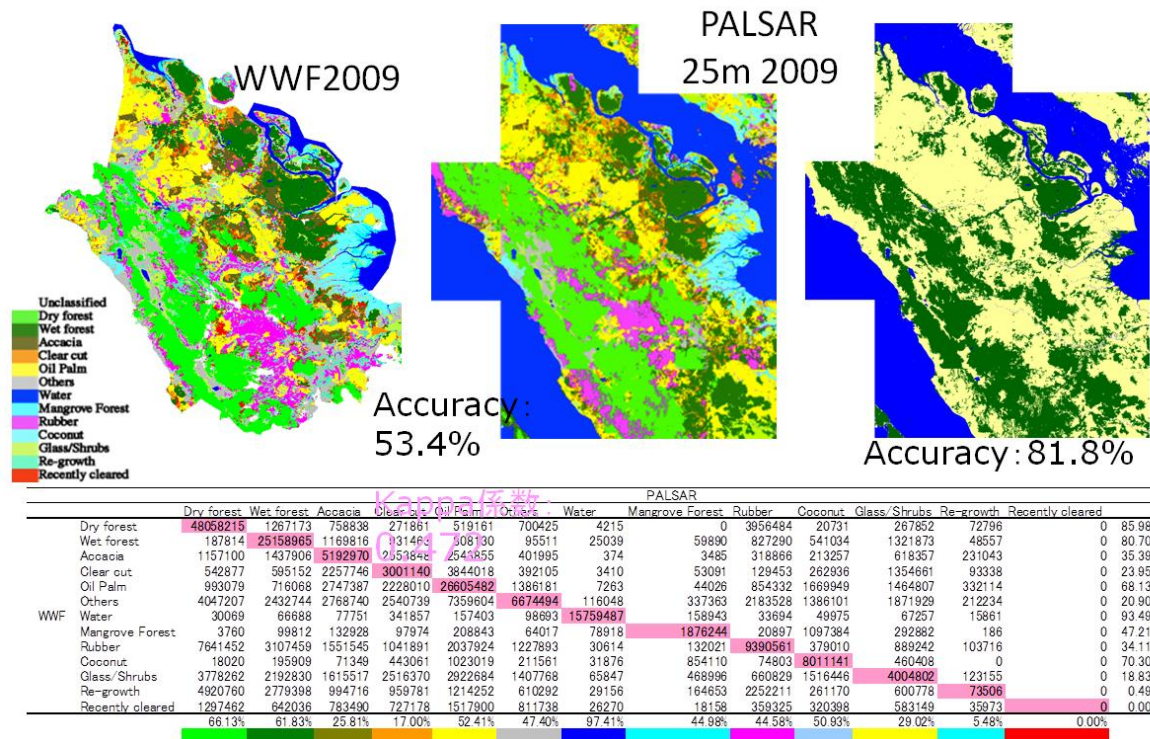 WWF2009
PALSAR
25m 2009
Unclassified
Dry forest
Wet forest
Accacia
Clear cut
Oil Palm
Others
Water
Mangrove Forest
Rubber
Coconut
Glass/Shrubs
Re-growth
Recently cleared
Accuracy:
53.4%
Accuracy:81.8%
Kappa係数:
0.472
PALSAR
Dry forest Wet forest Accacia Clear cut Oil Palm Others Water Mangrove Forest Rubber Coconut Glass/Shrubs Re-growth Recently cleared
Dry forest 48058215 1267173 758838 271861 519161 700425 4215 0 3956484 20731 267852 72796 0 85.98
Wet forest 187814 25158965 1169816 95511 25039 59890 827290 541034 1321873 48557 0 80.70
Accacia 1157100 1437906 5192970 401995 374 3485 318866 213257 618357 231043 0 35.39
Clear cut 542877 595152 2257746 3001140 3844018 392105 3410 53091 129453 262936 1354661 93338 0 23.95
Oil Palm 993079 716068 2747387 2228010 26605482 1386181 7263 44026 854332 1669949 1464807 332114 0 68.13
Others 4047207 2432744 2768740 2540739 7359604 6674494 116048 337363 2183528 1386101 1871929 212234 0 20.90
WWF Water 30069 66688 77751 341857 157403 98693 15759487 158943 33694 49975 67257 15861 0 93.49
Mangrove Forest 3760 99812 132928 97974 208843 64017 78918 1876244 20897 1097384 292882 186 0 47.21
Rubber 7641452 3107459 1551545 1041891 2037924 1227893 30614 132021 9390561 379010 889242 103716 0 34.11
Coconut 18020 195909 71349 443061 1023019 211561 31876 854110 74803 8011141 460408 0 0 70.30
Glass/Shrubs 3778262 2192830 1615517 2516370 2922684 1407768 65847 468996 660829 1516446 4004802 123155 0 18.83
Re-growth 4920760 2779398 994716 959781 1214252 610292 29156 164653 2252211 261170 600778 73506 0 0.49
Recently cleared 1297462 642036 783490 727178 1517900 811738 26270 18158 359325 320398 583149 35973 0 0.00
66.13% 61.83% 25.81% 17.00% 52.41% 47.40% 97.41% 44.98% 44.58% 50.93% 29.02% 5.48% 0.00%